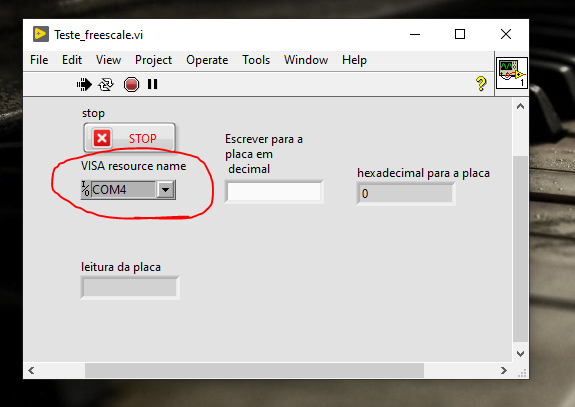 Teste_freescale.vi
File Edit View Project Operate Tools Window Help
? 1
stop
STOP
VISA resource name
I/O COM4
Escrever para a
placa em
decimal
hexadecimal para a placa
0
leitura da placa